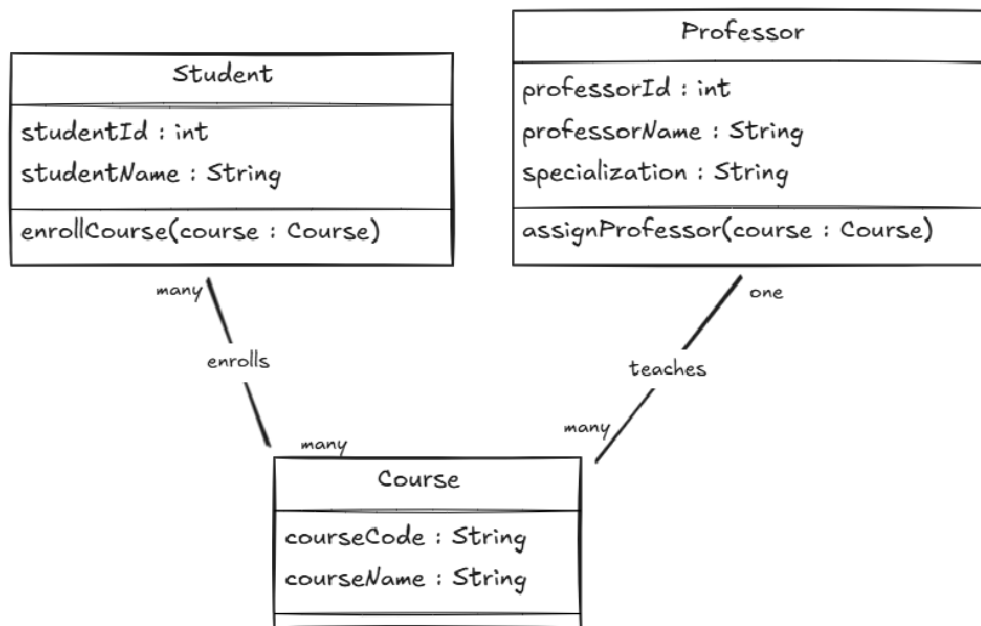 Student
studentId : int
studentName : String
enrollCourse(course : Course)
Professor
professorId : int
professorName : String
specialization : String
assignProfessor(course : Course)
many
enrolls
many
one
teaches
many
Course
courseCode : String
courseName : String